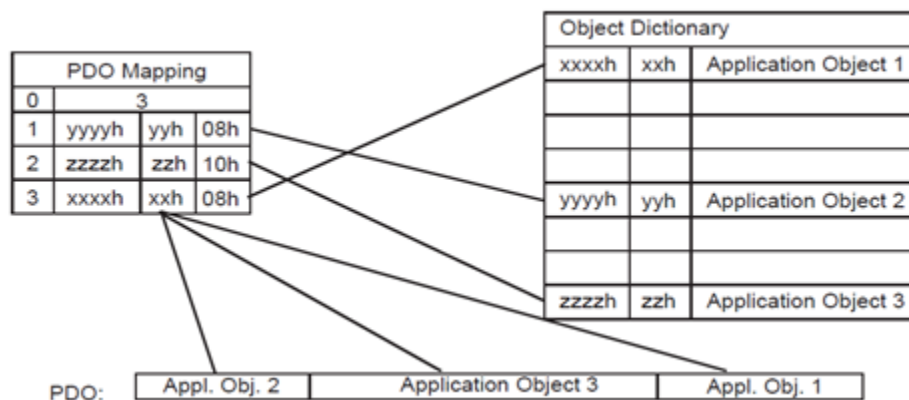 Object Dictionary
xxxxh xxh Application Object 1
yyyyh yyh Application Object 2
zzzzh zzh Application Object 3
PDO Mapping
0 3
1 yyyyh yyh 08h
2 zzzzh zzh 10h
3 xxxxh xxh 08h
PDO: Appl. Obj. 2 Application Object 3 Appl. Obj. 1